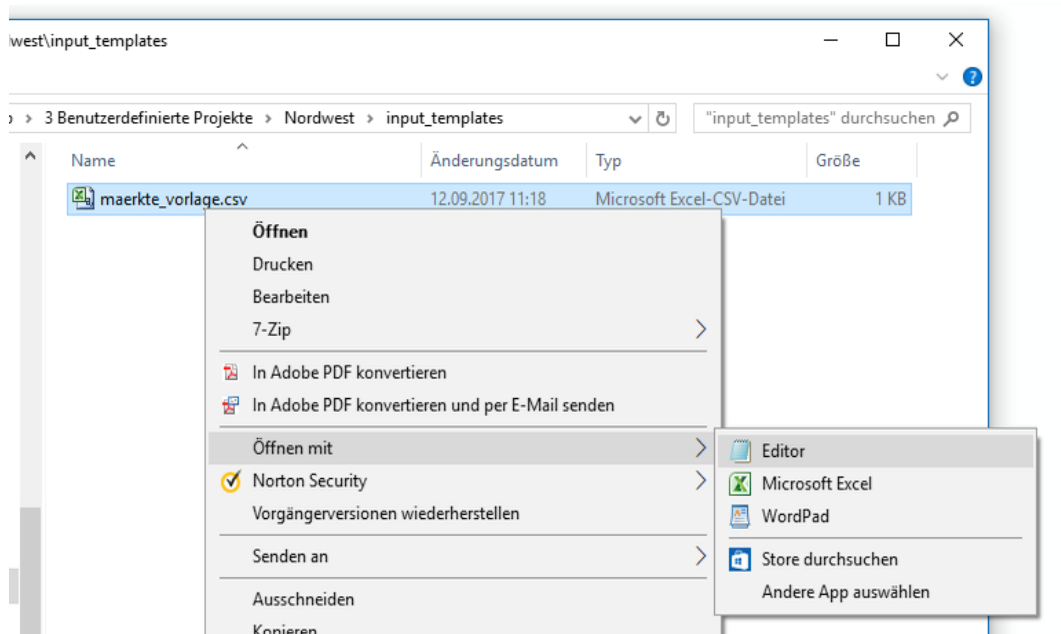 lwest\input_templates
3 Benutzerdefinierte Projekte > Nordwest > input_templates
"input_templates" durchsuchen
Name Änderungsdatum Typ Größe
maerkte_vorlage.csv 12.09.2017 11:18 Microsoft Excel-CSV-Datei 1 KB
Öffnen
Drucken
Bearbeiten
7-Zip
In Adobe PDF konvertieren
In Adobe PDF konvertieren und per E-Mail senden
Öffnen mit
Norton Security
Vorgängerversionen wiederherstellen
Senden an
Ausschneiden
Kopieren
Editor
Microsoft Excel
WordPad
Store durchsuchen
Andere App auswählen